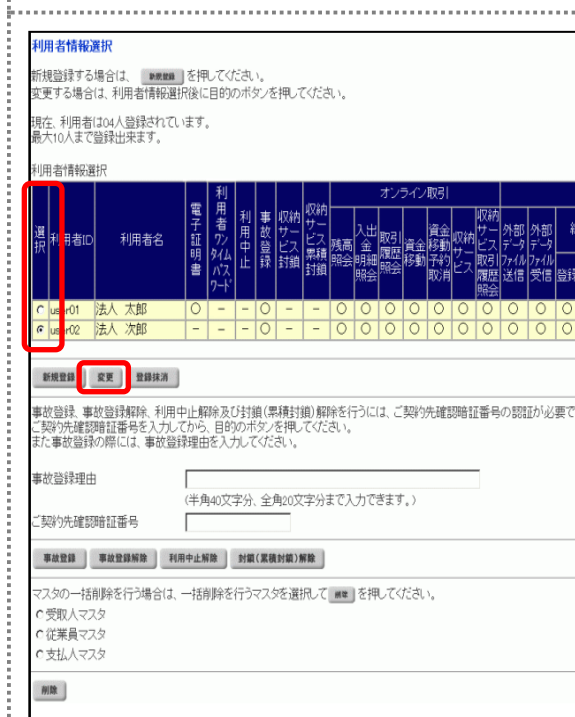 利用者情報選択
新規登録する場合は、 新規登録 を押してください。
変更する場合は、利用者情報選択後に目的のボタンを押してください。
現在、利用者は04人登録されています。
最大10人まで登録出来ます。
利用者情報選択
選択 利用者ID 利用者名 電子証明書 利用者ワンタイムパスワード 利用中止 事故登録 収納サービス封鎖 収納サービス累積封鎖 オンライン取引
残高照会 入出金明細照会 取引履歴照会 資金移動 資金移動予約取消 収納サービス 収納サービス取引履歴照会 外部データファイル送信 外部データファイル受信 登録
user01 法人 太郎 ○ － － ○ － － ○ ○ ○ ○ ○ ○ ○ ○ ○ ○
user02 法人 次郎 － － － ○ － － ○ ○ ○ ○ ○ ○ ○ ○ ○ ○
新規登録 変更 登録抹消
事故登録、事故登録解除、利用中止解除及び封鎖(累積封鎖)解除を行うには、ご契約先確認暗証番号の認証が必要で
ご契約先確認暗証番号を入力してから、目的のボタンを押してください。
また事故登録の際には、事故登録理由を入力してください。
事故登録理由
(半角40文字分、全角20文字分まで入力できます。)
ご契約先確認暗証番号
事故登録 事故登録解除 利用中止解除 封鎖(累積封鎖)解除
マスタの一括削除を行う場合は、一括削除を行うマスタを選択して 削除 を押してください。
受取人マスタ
従業員マスタ
支払人マスタ
削除